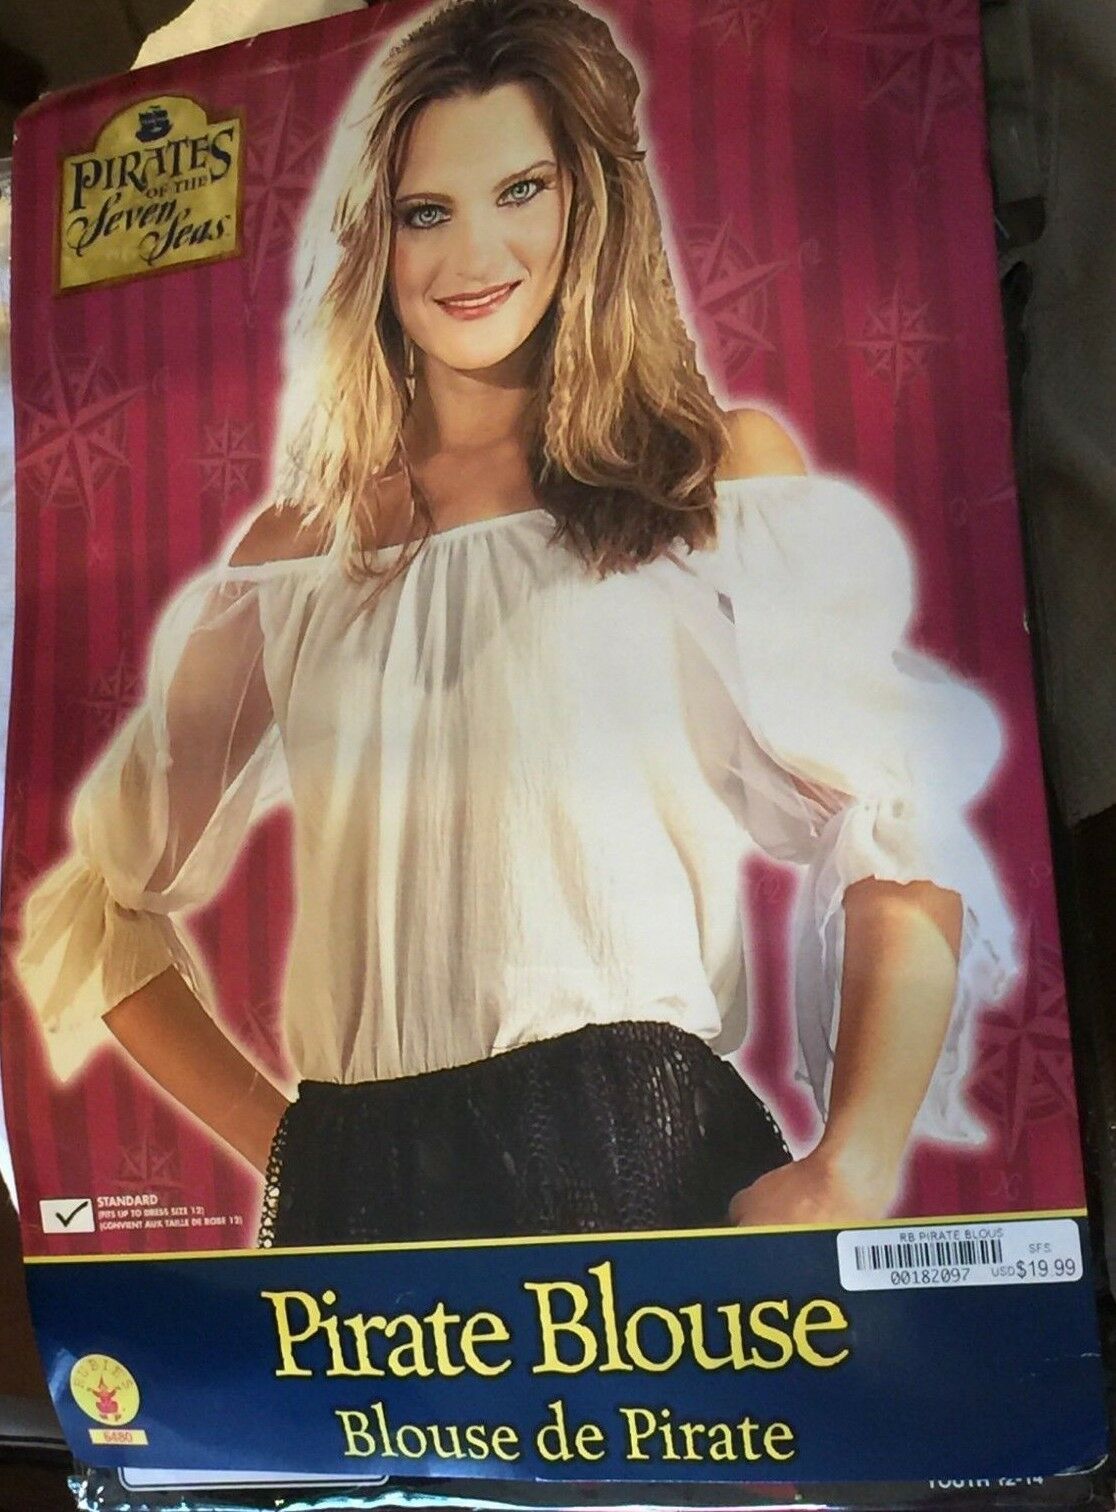 PIRATES
OF THE
Seven
Seas
STANDARD
(FITS UP TO DRESS SIZE 12)
(CONVIENT AUX TAILLE DE ROBE 12)
RB PIRATE BLOUS
SFS
00182097 USD$19.99
Pirate Blouse
Blouse de Pirate
RUBIE'S
6480
YOUTH 12-14